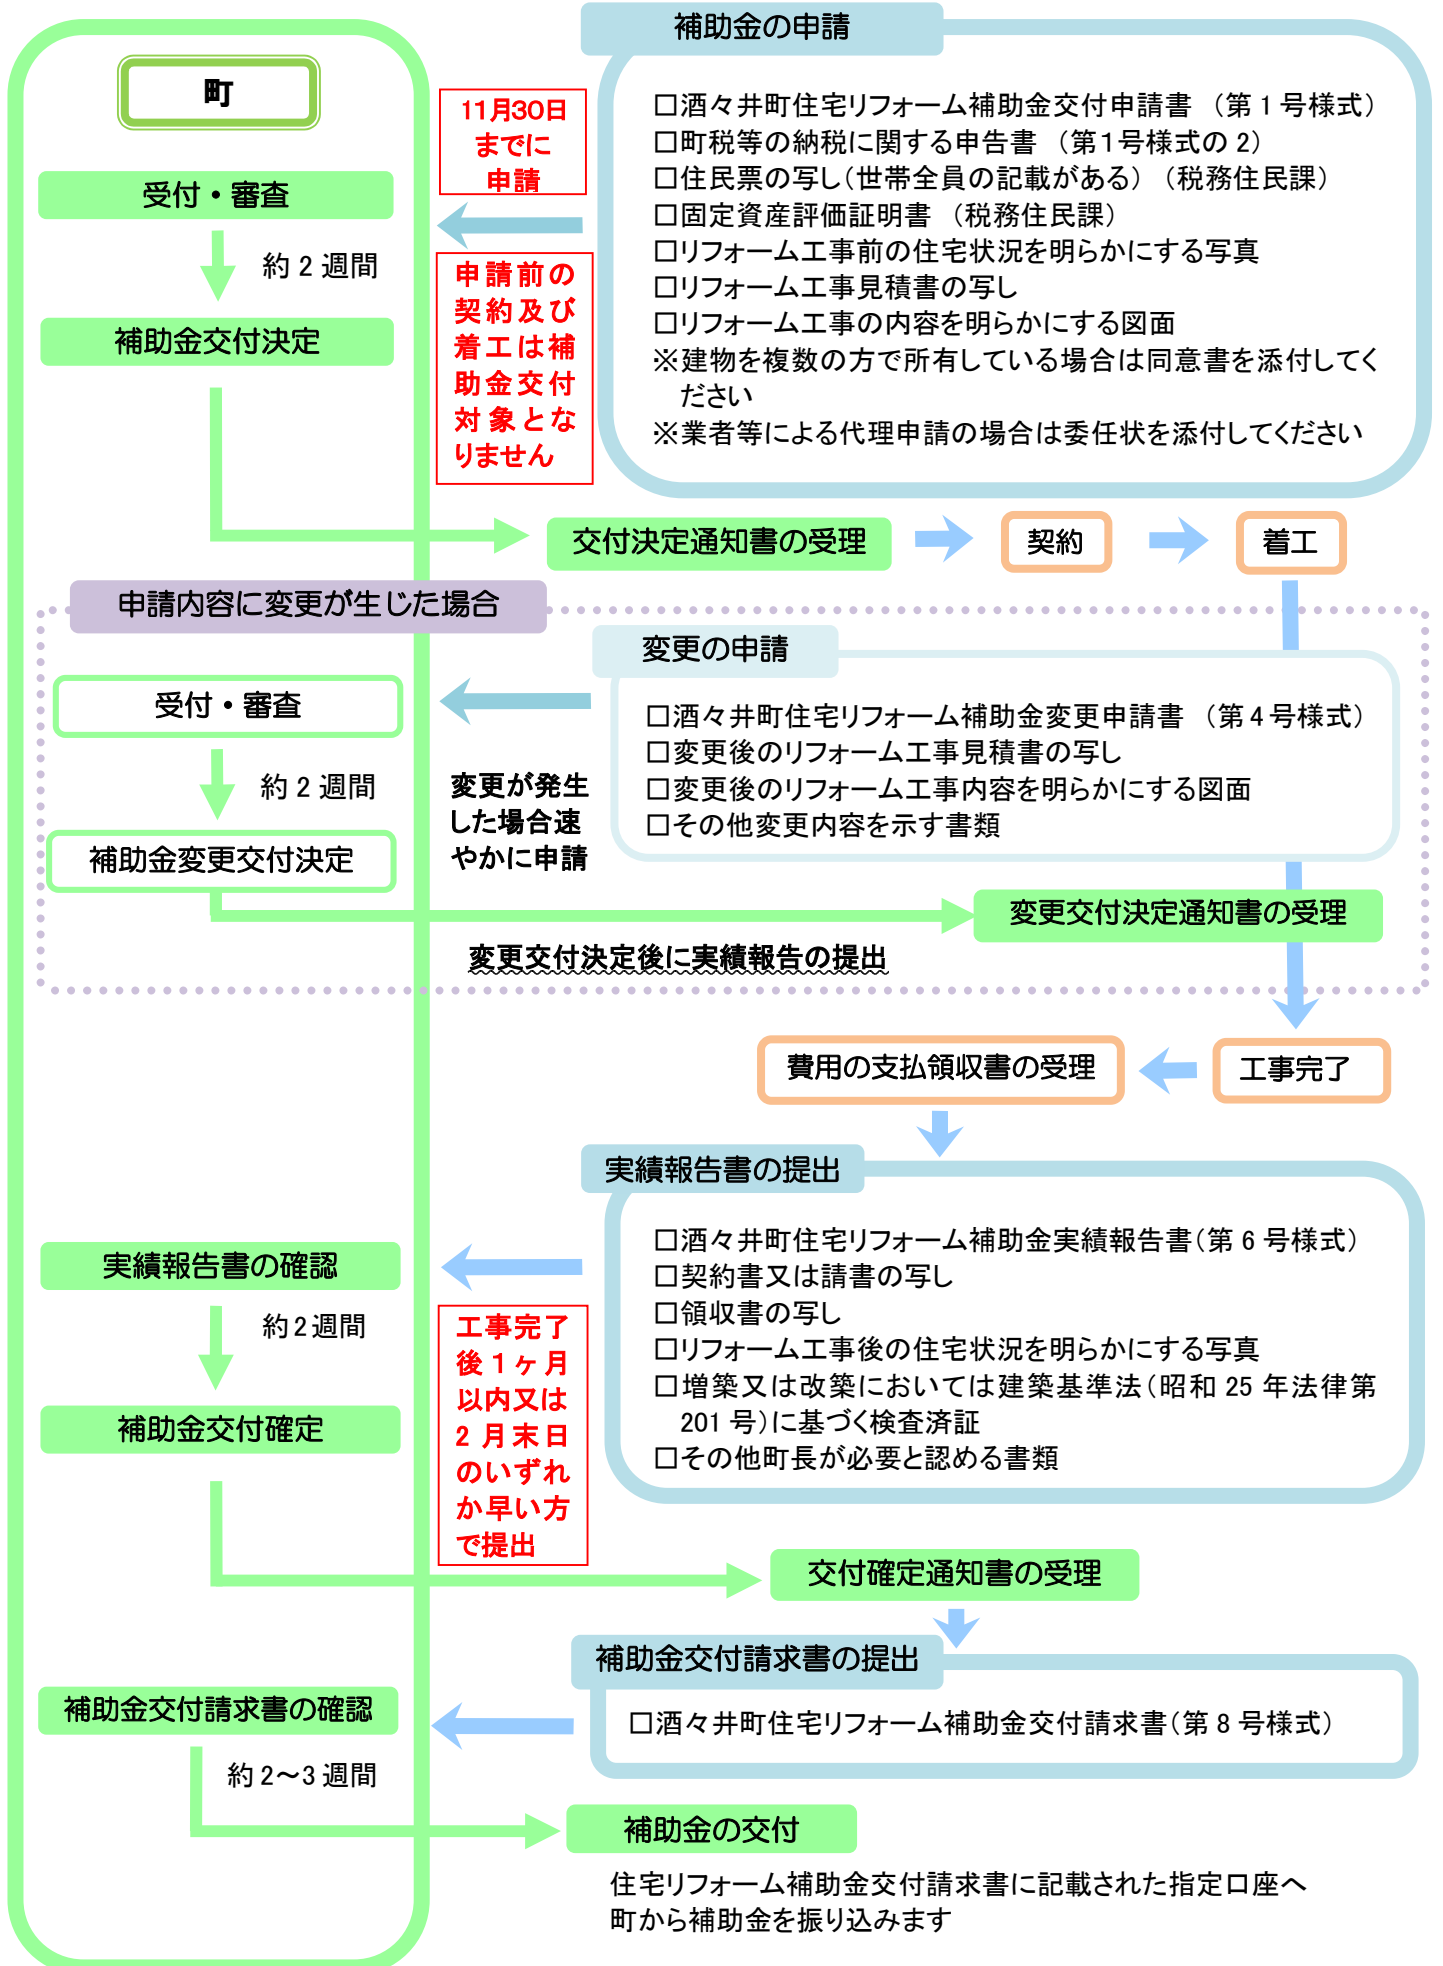 補助金の申請
町
11月30日
までに
申請
□酒々井町住宅リフォーム補助金交付申請書 （第１号様式）
□町税等の納税に関する申告書 （第１号様式の 2）
□住民票の写し（世帯全員の記載がある） （税務住民課）
□固定資産評価証明書 （税務住民課）
□リフォーム工事前の住宅状況を明らかにする写真
□リフォーム工事見積書の写し
□リフォーム工事の内容を明らかにする図面
※建物を複数の方で所有している場合は同意書を添付してく
ださい
※業者等による代理申請の場合は委任状を添付してください
受付・審査
約 2 週間
申請前の
契約及び
着工は補
助金交付
対象とな
りません
補助金交付決定
交付決定通知書の受理
契約
着工
申請内容に変更が生じた場合
変更の申請
受付・審査
□酒々井町住宅リフォーム補助金変更申請書 （第４号様式）
□変更後のリフォーム工事見積書の写し
□変更後のリフォーム工事内容を明らかにする図面
□その他変更内容を示す書類
約 2 週間
変更が発生
した場合速
やかに申請
補助金変更交付決定
変更交付決定通知書の受理
変更交付決定後に実績報告の提出
工事完了
費用の支払領収書の受理
実績報告書の提出
□酒々井町住宅リフォーム補助金実績報告書（第 6 号様式）
□契約書又は請書の写し
□領収書の写し
□リフォーム工事後の住宅状況を明らかにする写真
□増築又は改築においては建築基準法（昭和 25 年法律第
201 号）に基づく検査済証
□その他町長が必要と認める書類
実績報告書の確認
約2週間
工事完了
後１ヶ月
以内又は
2 月末日
のいずれ
か早い方
で提出
補助金交付確定
交付確定通知書の受理
補助金交付請求書の提出
□酒々井町住宅リフォーム補助金交付請求書（第 8 号様式）
補助金交付請求書の確認
約 2～3 週間
補助金の交付
住宅リフォーム補助金交付請求書に記載された指定口座へ
町から補助金を振り込みます